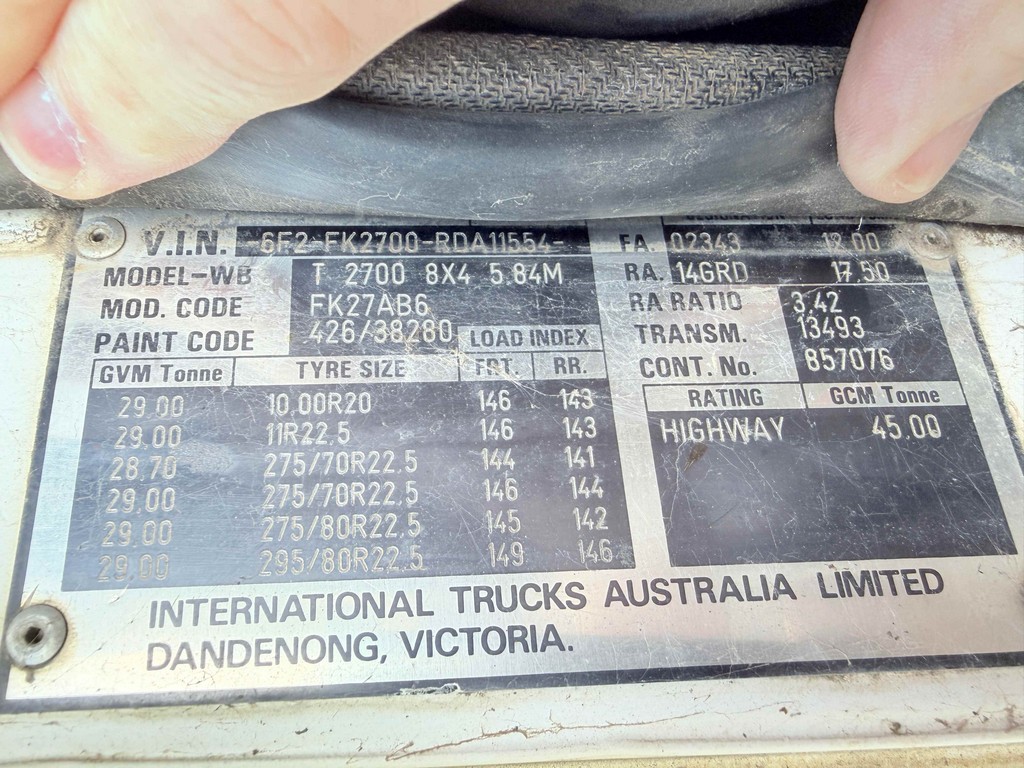 V.I.N. -6F2-FK2700-RDA11554-
MODEL-WB T 2700 8X4 5.84M
MOD. CODE FK27AB6
PAINT CODE 426/38280 LOAD INDEX
GVM Tonne TYRE SIZE FRT. RR.
29.00 10.00R20 146 143
29.00 11R22.5 146 143
28.70 275/70R22.5 144 141
29.00 275/70R22.5 146 144
29.00 275/80R22.5 145 142
29.00 295/80R22.5 149 146
FA. 02343 12.00
RA. 14GRD 17.50
RA RATIO 3.42
TRANSM. 13493
CONT. No. 857076
RATING GCM Tonne
HIGHWAY 45.00
INTERNATIONAL TRUCKS AUSTRALIA LIMITED
DANDENONG, VICTORIA.